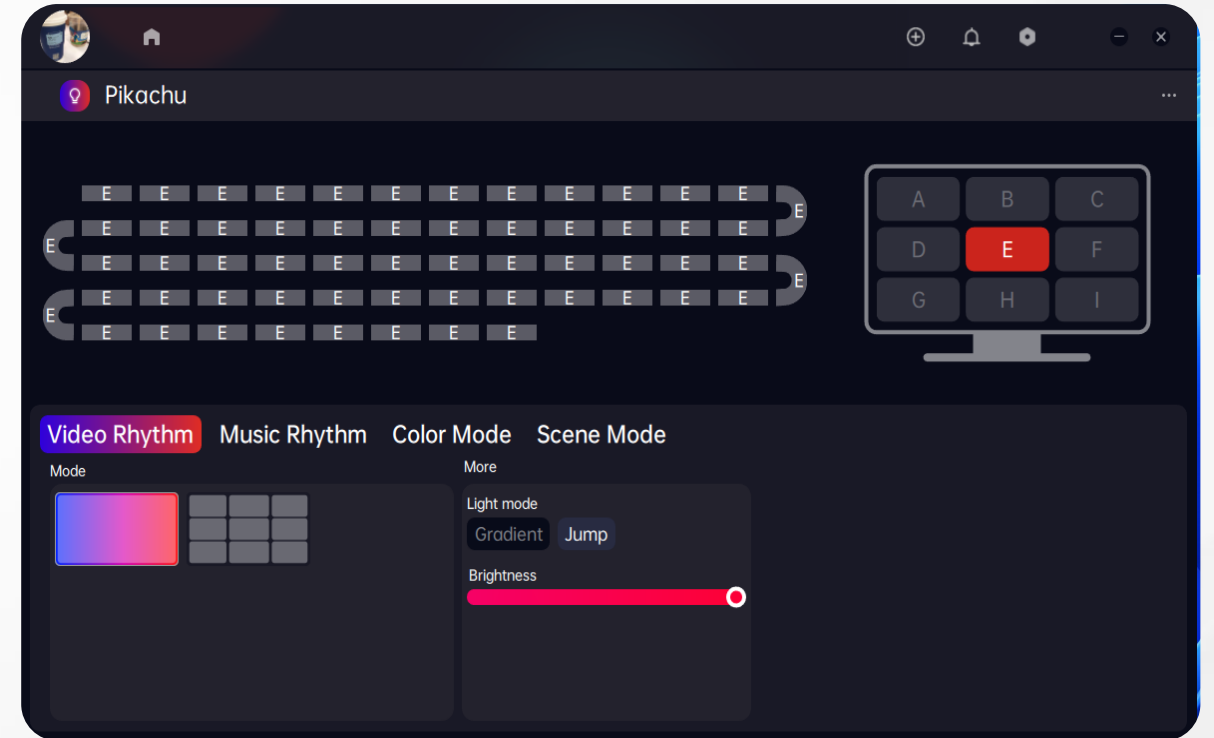 Pikachu
E E E E E E E E E E E E
E
A B C
E E E E E E E E E E E E
E
D E F
E E E E E E E E E E E E
E
E E E E E E E E E E E E
G H I
E
E E E E E E E E
Video Rhythm Music Rhythm Color Mode Scene Mode
Mode
More
Light mode
Gradient Jump
Brightness